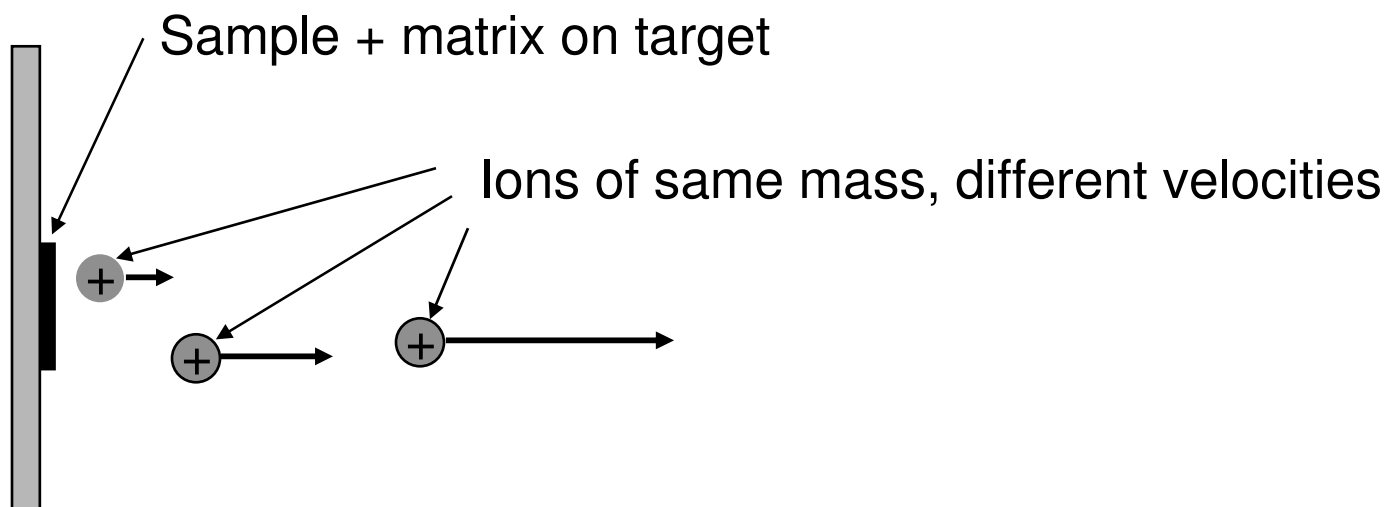 Sample + matrix on target
Ions of same mass, different velocities
+
+
+